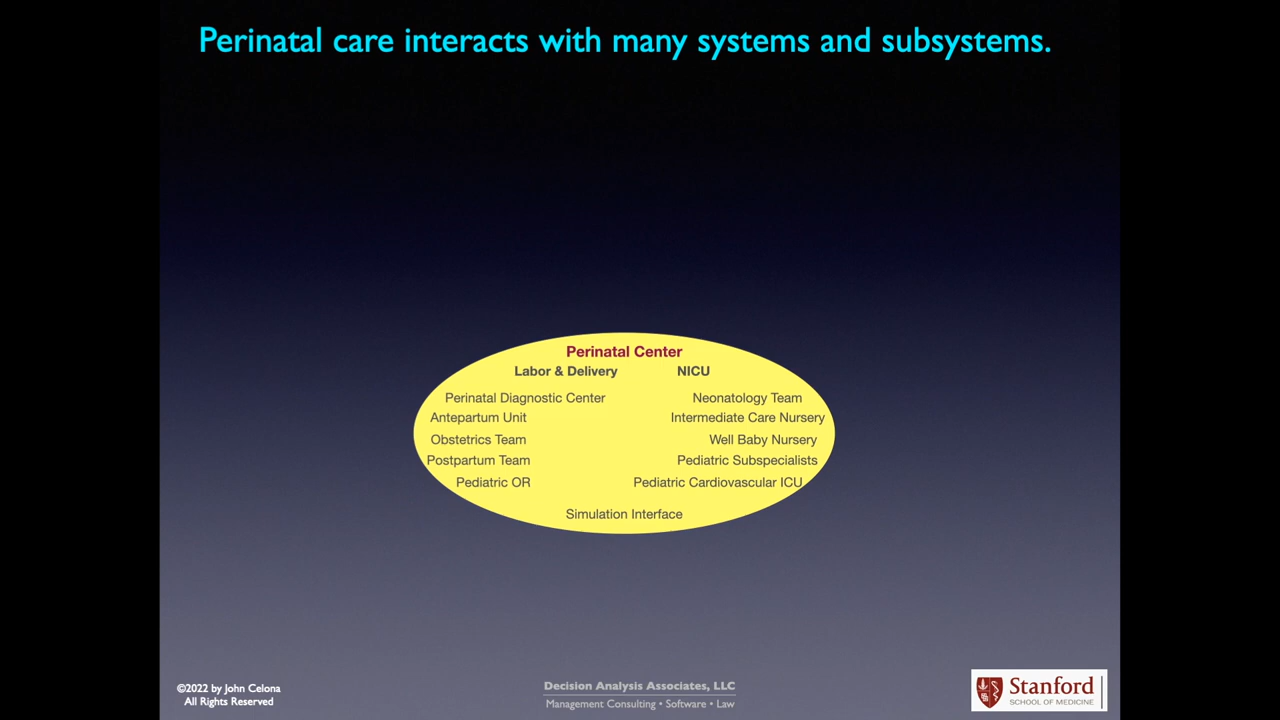 Perinatal care interacts with many systems and subsystems.
Perinatal Center
Labor & Delivery
NICU
Perinatal Diagnostic Center
Neonatology Team
Antepartum Unit
Intermediate Care Nursery
Obstetrics Team
Well Baby Nursery
Postpartum Team
Pediatric Subspecialists
Pediatric OR
Pediatric Cardiovascular ICU
Simulation Interface
©2022 by John Celona
All Rights Reserved
Decision Analysis Associates, LLC
Management Consulting • Software • Law
Stanford
SCHOOL OF MEDICINE